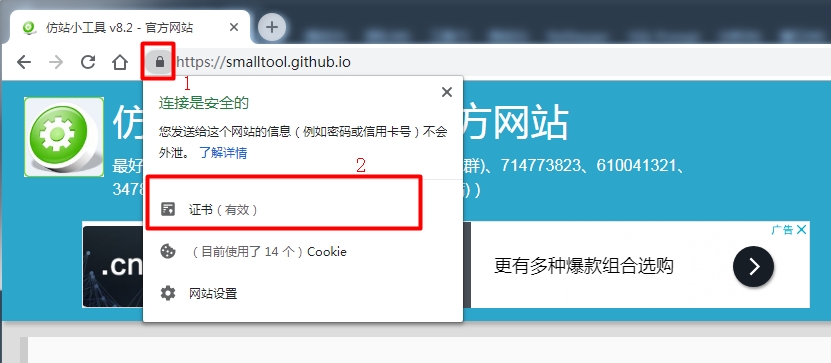 仿站小工具 v8.2 - 官方网站
https://smalltool.github.io
1
连接是安全的
您发送给这个网站的信息（例如密码或信用卡号）不会
外泄。 了解详情
2
证书（有效）
（目前使用了 14 个）Cookie
网站设置
仿
方网站
最好
群)、714773823、610041321、
347
) )
广告
.cn
更有多种爆款组合选购